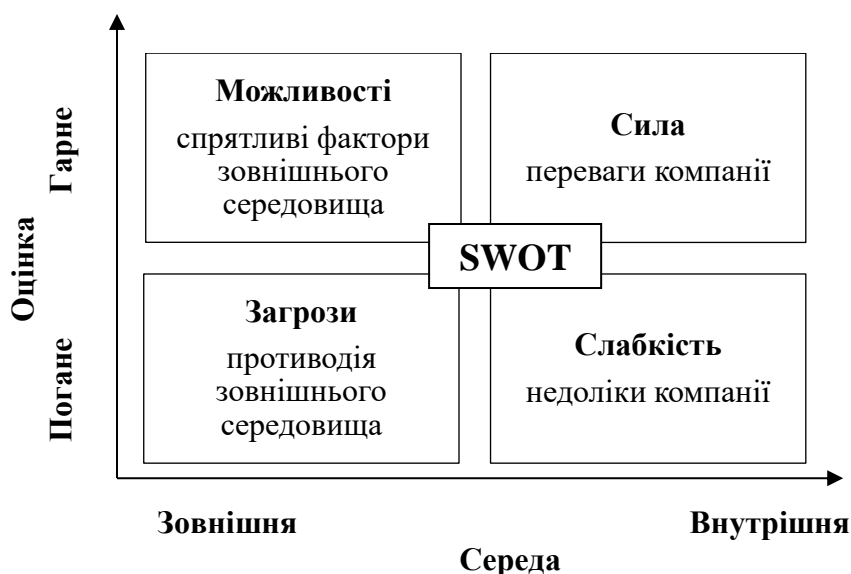 Оцінка
Гарне
Погане
Можливості
спрятливі фактори
зовнішнього
середовища
Сила
переваги компанії
SWOT
Загрози
противодія
зовнішнього
середовища
Слабкість
недоліки компанії
Зовнішня
Внутрішня
Середа